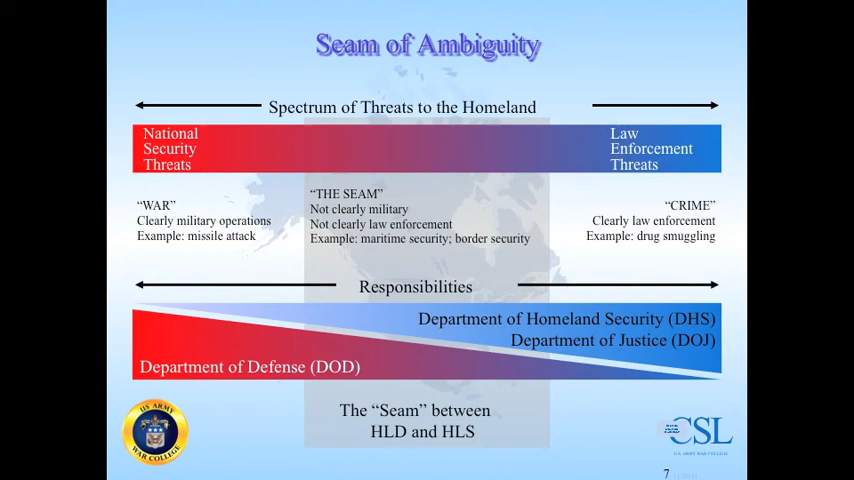 Seam of Ambiguity
Spectrum of Threats to the Homeland
National
Security
Threats
Law
Enforcement
Threats
“WAR”
Clearly military operations
Example: missile attack
“THE SEAM”
Not clearly military
Not clearly law enforcement
Example: maritime security; border security
“CRIME”
Clearly law enforcement
Example: drug smuggling
Responsibilities
Department of Homeland Security (DHS)
Department of Justice (DOJ)
Department of Defense (DOD)
The “Seam” between
HLD and HLS
US ARMY
WAR COLLEGE
CSL
U.S. ARMY WAR COLLEGE
7